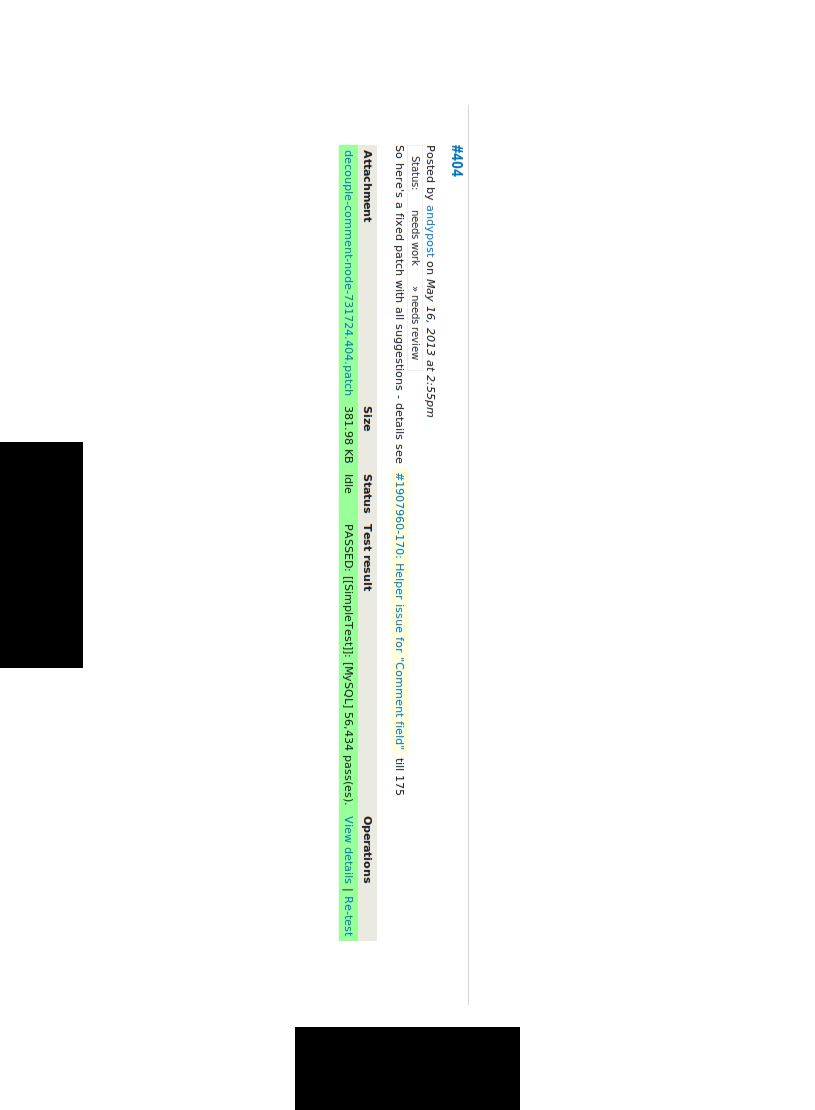 #404
Posted by andypost on May 16, 2013 at 2:55pm
Status: needs work » needs review
So here's a fixed patch with all suggestions - details see #1907960-170: Helper issue for "Comment field" till 175
Attachment Size Status Test result Operations
decouple-comment-node-731724.404.patch 381.98 KB Idle PASSED: [[SimpleTest]]: [MySQL] 56,434 pass(es). View details | Re-test